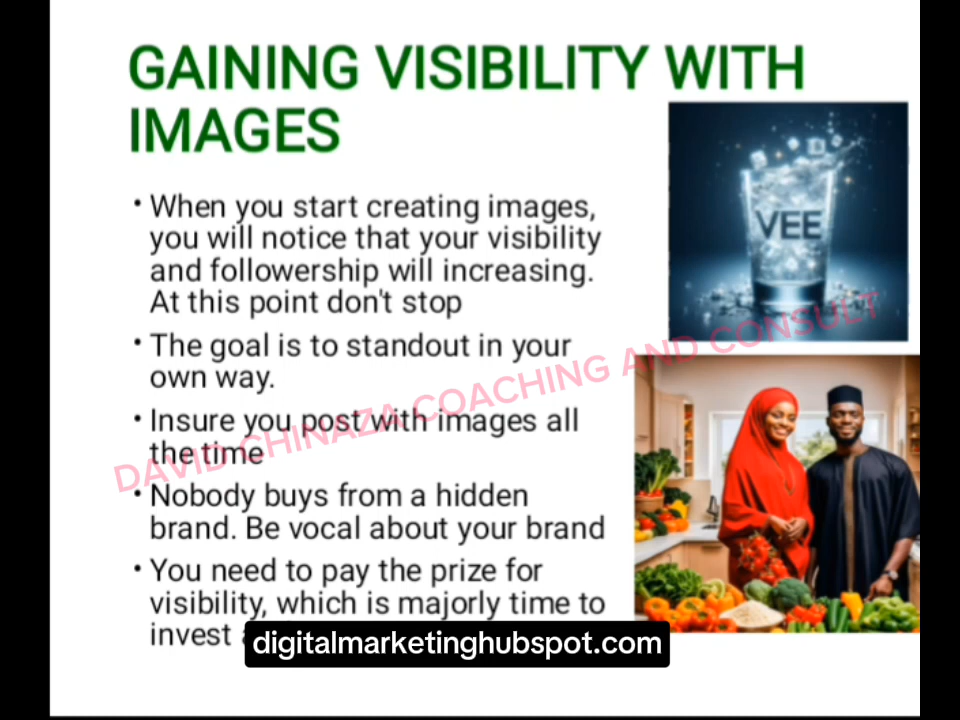 GAINING VISIBILITY WITH
IMAGES
VEE
• When you start creating images,
you will notice that your visibility
and followership will increasing.
At this point don't stop
• The goal is to standout in your
own way.
• Insure you post with images all
the time
• Nobody buys from a hidden
brand. Be vocal about your brand
• You need to pay the prize for
visibility, which is majorly time to
invest
DAVID CHINAZA COACHING AND CONSULT
digitalmarketinghubspot.com